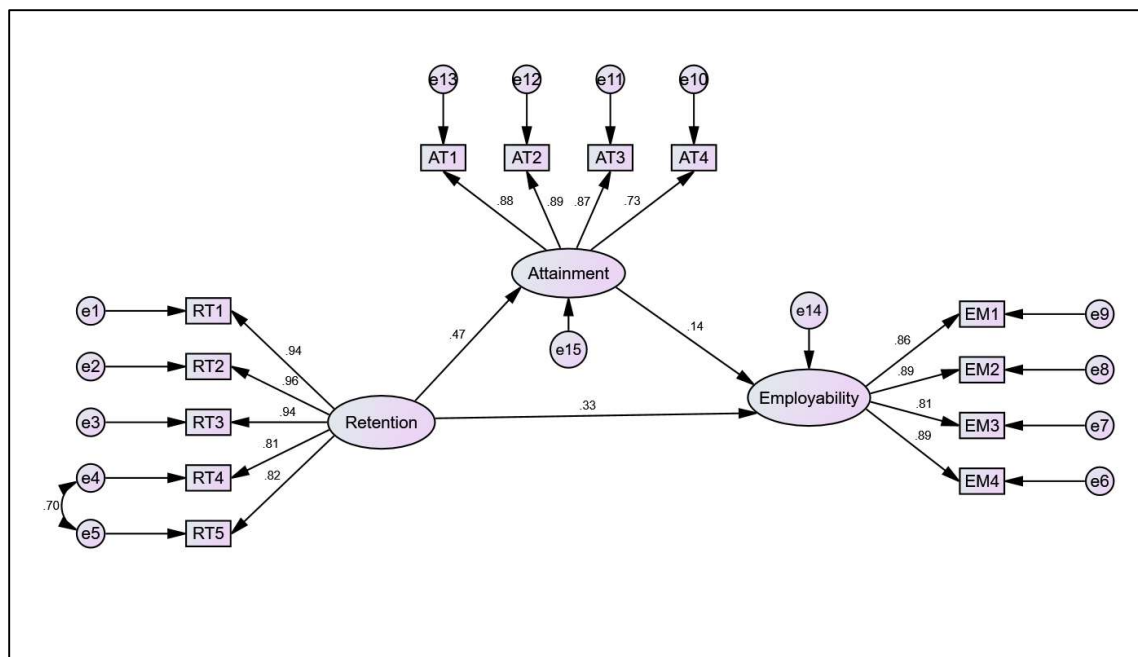 e13
e12
e11
e10
AT1
AT2
AT3
AT4
.88
.89
.87
.73
Attainment
e15
.47
.14
.33
e14
Employability
e1
RT1
e2
RT2
e3
RT3
e4
RT4
e5
RT5
.70
.94
.96
.94
.81
.82
Retention
.86
.89
.81
.89
EM1
e9
EM2
e8
EM3
e7
EM4
e6